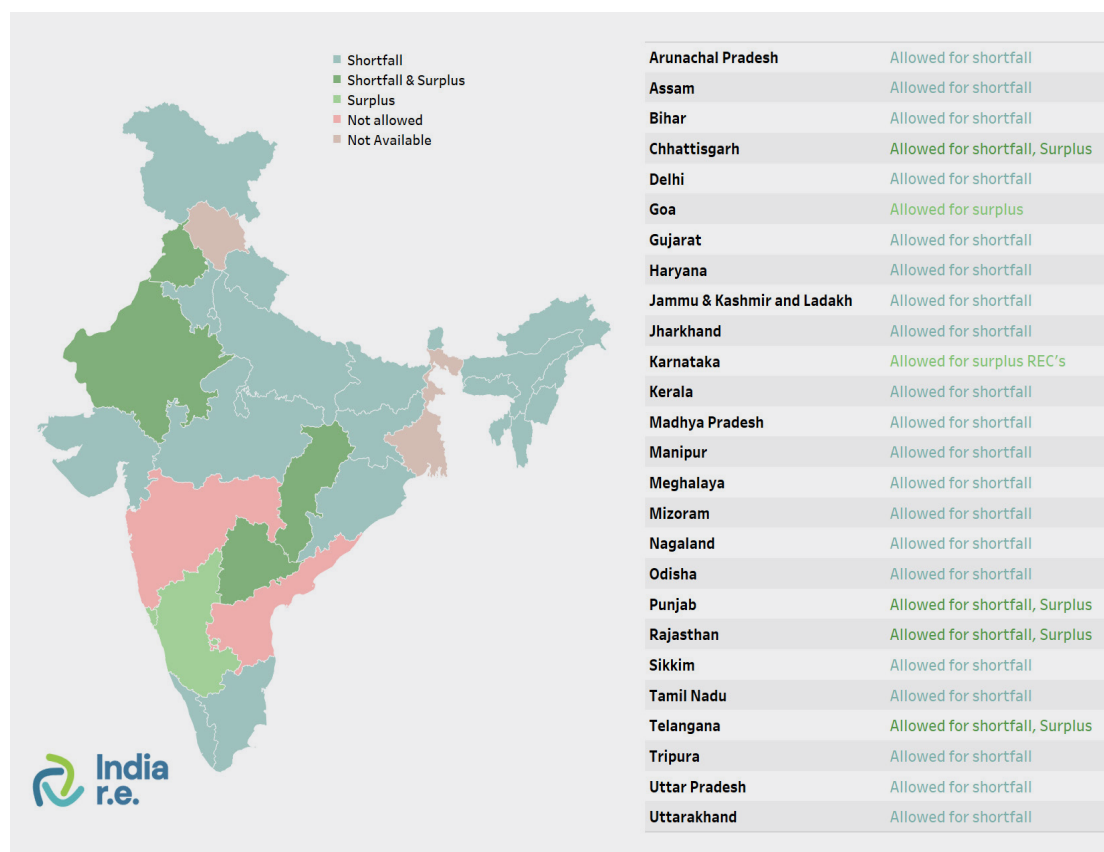 Shortfall
Shortfall & Surplus
Surplus
Not allowed
Not Available
Arunachal Pradesh Allowed for shortfall
Assam Allowed for shortfall
Bihar Allowed for shortfall
Chhattisgarh Allowed for shortfall, Surplus
Delhi Allowed for shortfall
Goa Allowed for surplus
Gujarat Allowed for shortfall
Haryana Allowed for shortfall
Jammu & Kashmir and Ladakh Allowed for shortfall
Jharkhand Allowed for shortfall
Karnataka Allowed for surplus REC's
Kerala Allowed for shortfall
Madhya Pradesh Allowed for shortfall
Manipur Allowed for shortfall
Meghalaya Allowed for shortfall
Mizoram Allowed for shortfall
Nagaland Allowed for shortfall
Odisha Allowed for shortfall
Punjab Allowed for shortfall, Surplus
Rajasthan Allowed for shortfall, Surplus
Sikkim Allowed for shortfall
Tamil Nadu Allowed for shortfall
Telangana Allowed for shortfall, Surplus
Tripura Allowed for shortfall
Uttar Pradesh Allowed for shortfall
Uttarakhand Allowed for shortfall
India
r.e.